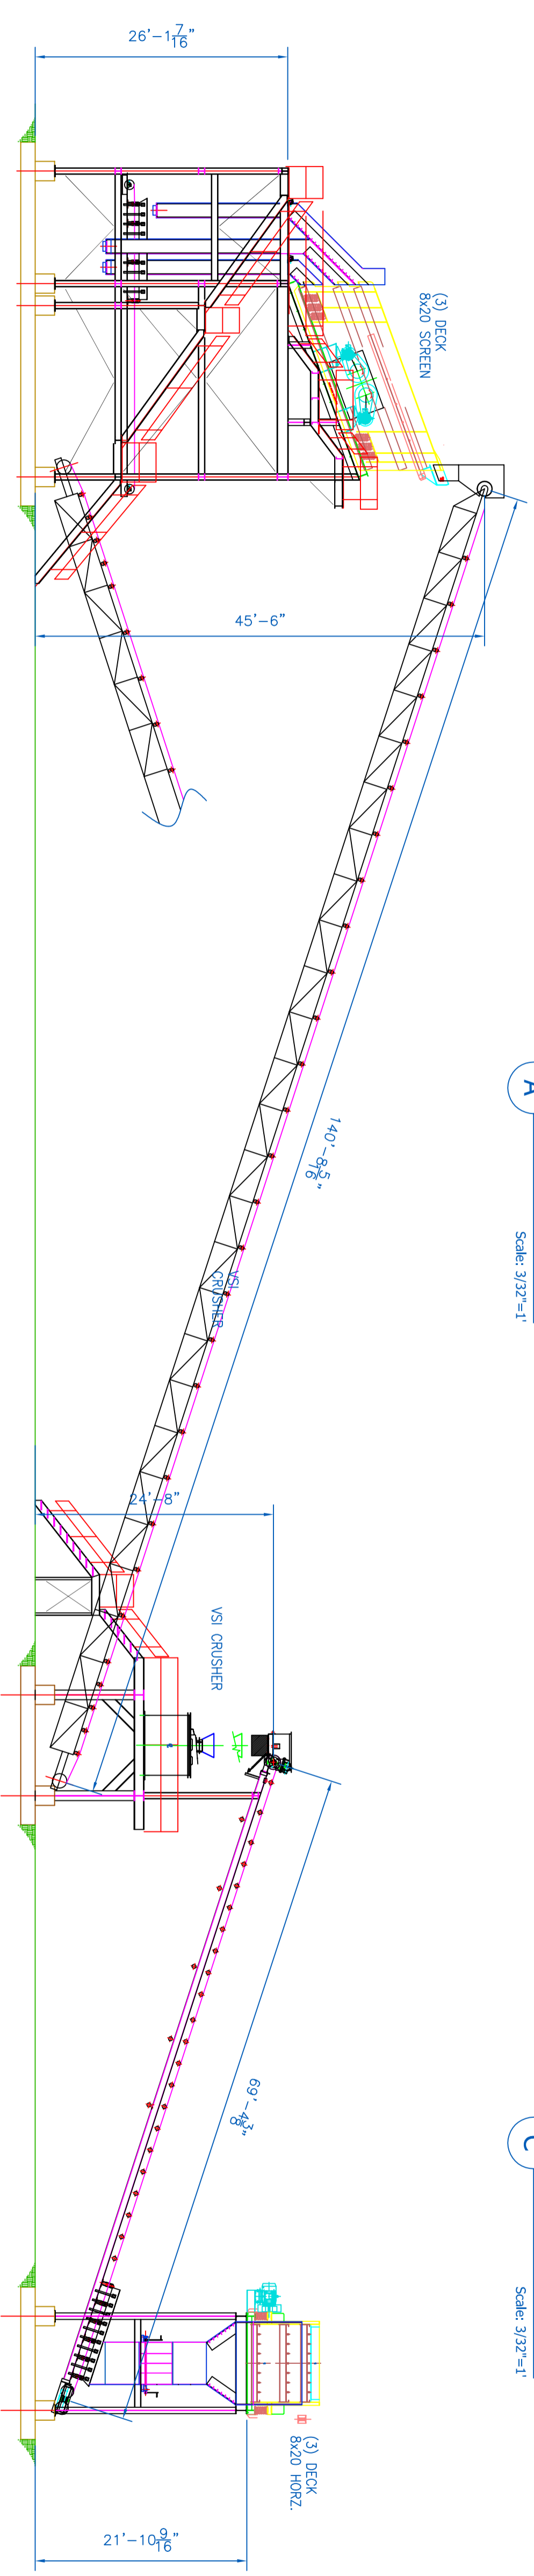 26'-1 7/16"
(3) DECK
8x20 SCREEN
45'-6"
A
Scale: 3/32"=1'
140'-8 5/16"
VSI
CRUSHER
24'-8"
VSI CRUSHER
C
Scale: 3/32"=1'
69'-4 3/8"
(3) DECK
8x20 HORZ.
21'-10 9/16"